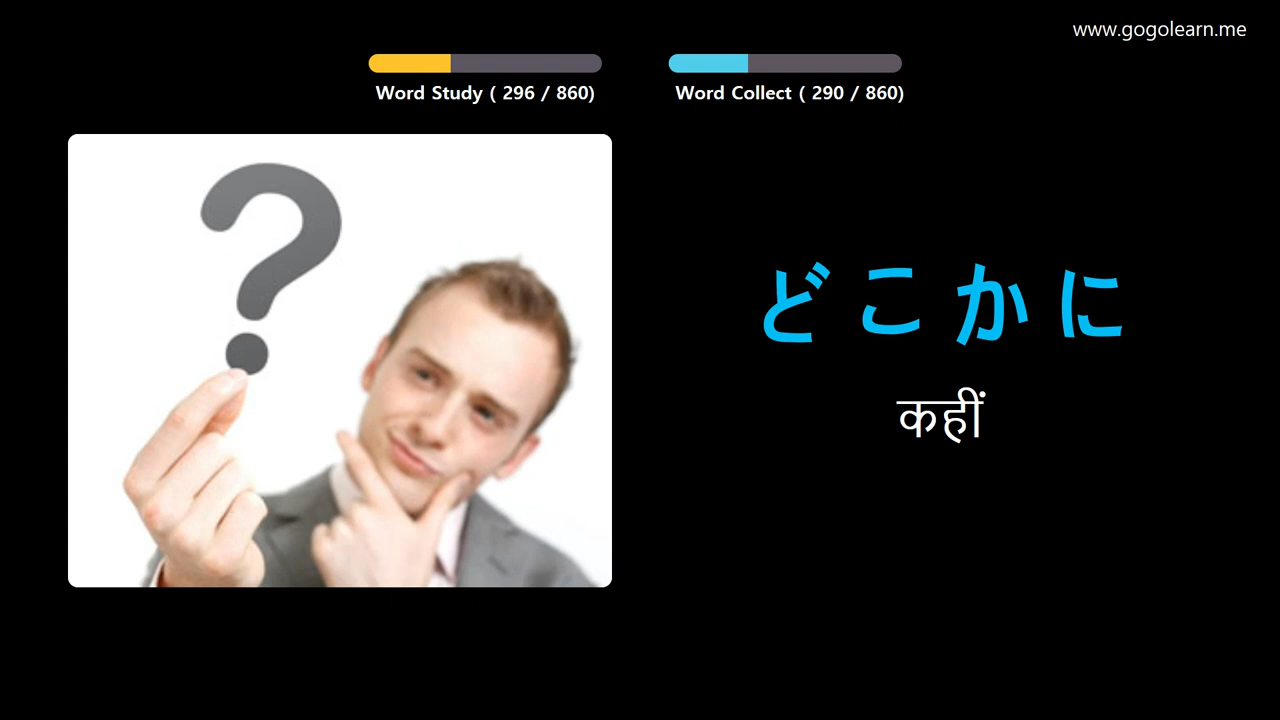 www.gogolearn.me
Word Study ( 296 / 860)
Word Collect ( 290 / 860)
?
どこかに
कहीं